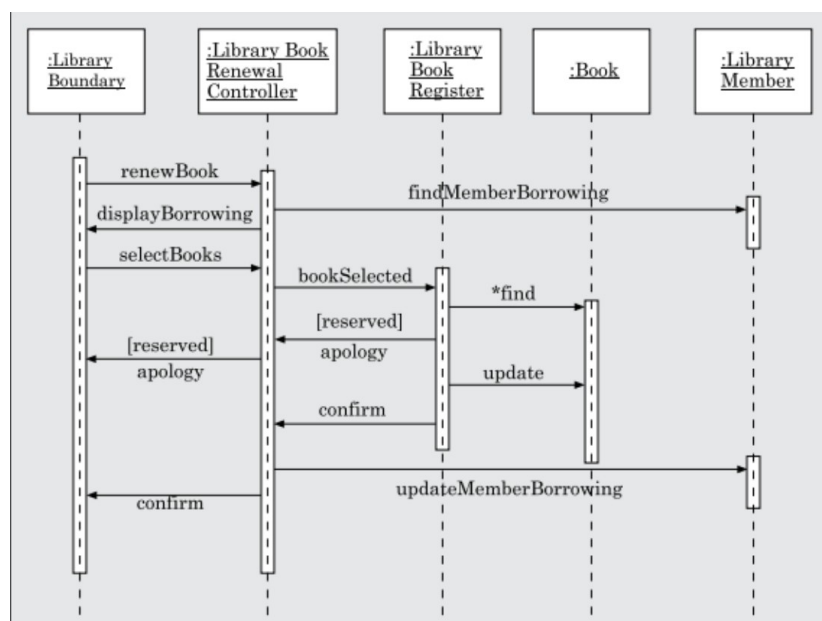 :Library
Boundary
:Library Book
Renewal
Controller
:Library
Book
Register
:Book
:Library
Member
renewBook
findMemberBorrowing
displayBorrowing
selectBooks
bookSelected
*find
[reserved]
apology
[reserved]
apology
update
confirm
updateMemberBorrowing
confirm